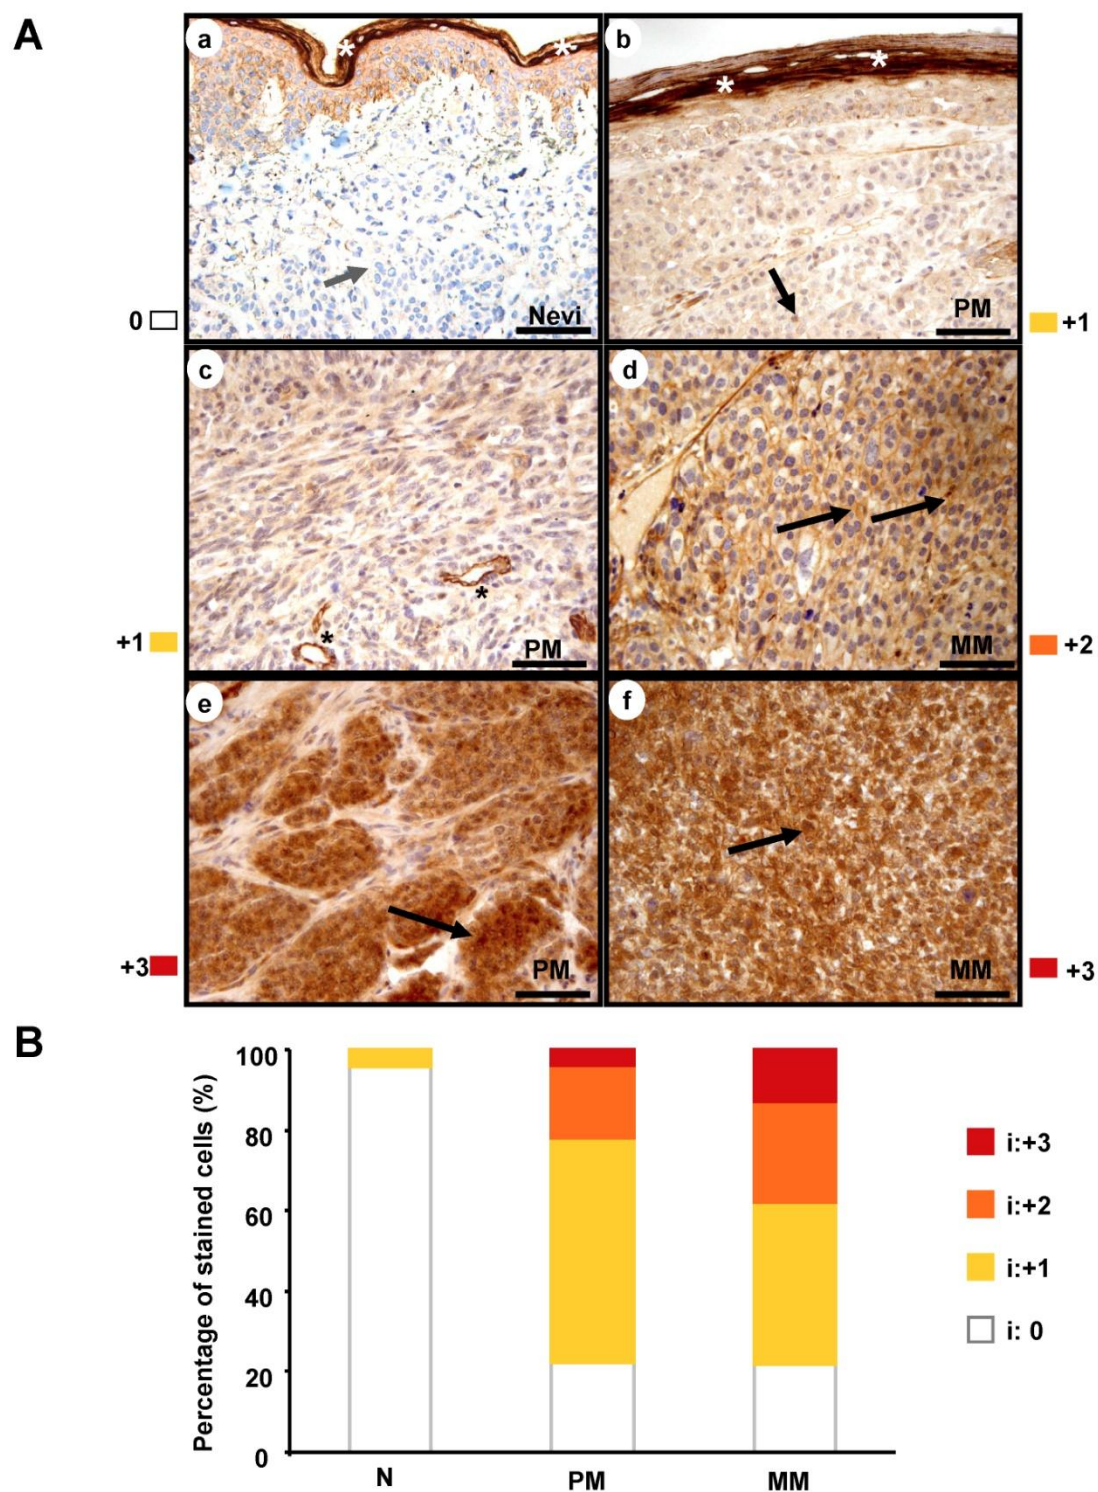 A
a
*
*
Nevi
0
b
*
*
PM
+1
c
*
*
PM
+1
d
MM
+2
e
PM
+3
f
MM
+3
B
Percentage of stained cells (%)
100
80
60
40
20
0
N
PM
MM
i:+3
i:+2
i:+1
i: 0